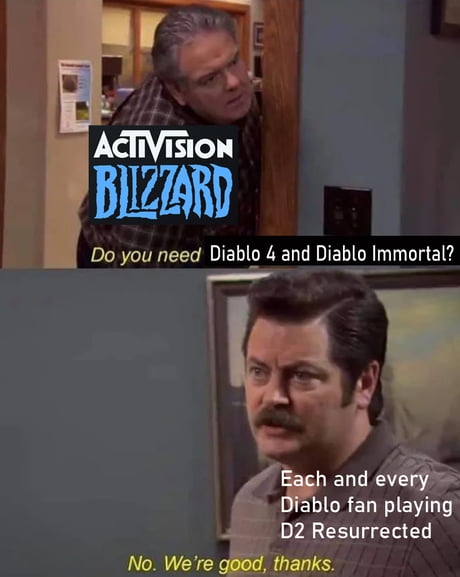 ACTIVISION
BLIZZARD
Do you need Diablo 4 and Diablo Immortal?
Each and every
Diablo fan playing
D2 Resurrected
No. We're good, thanks.